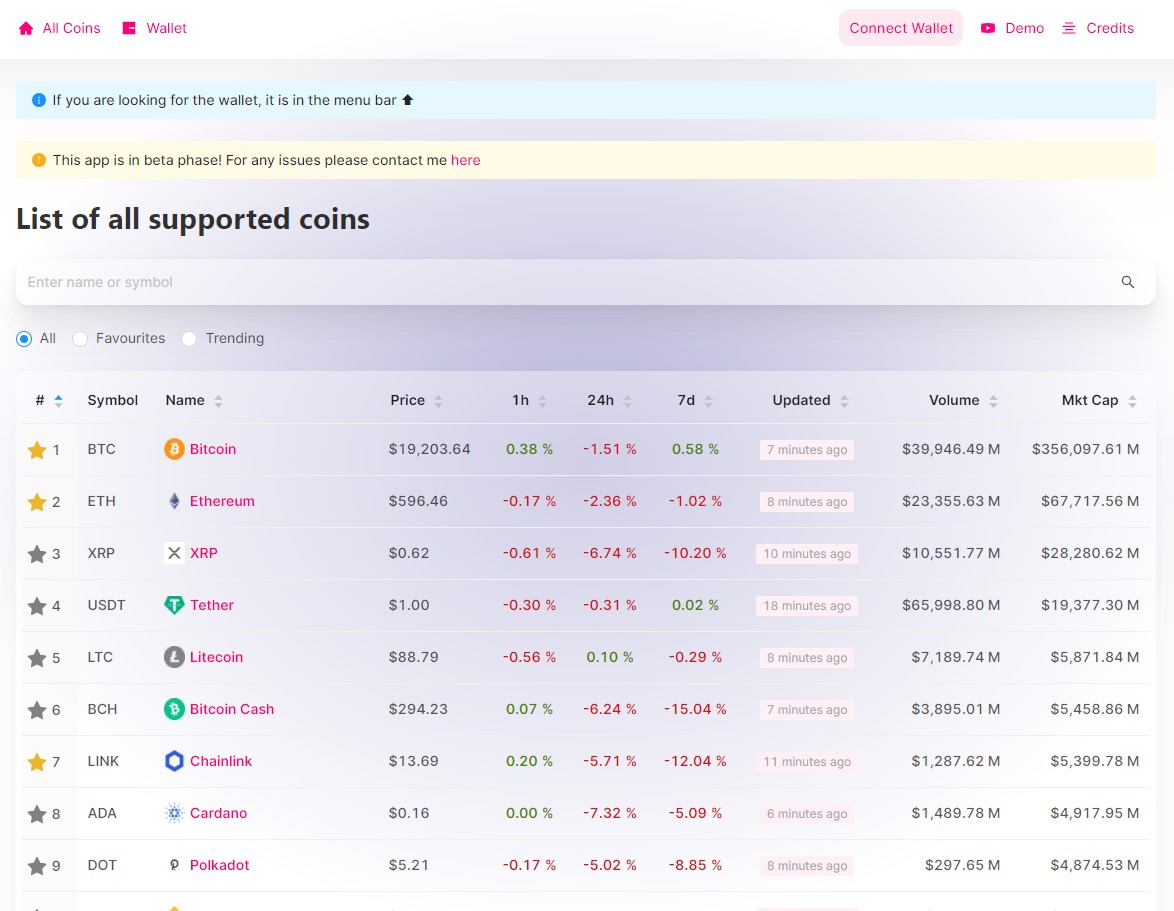 All Coins Wallet Connect Wallet Demo Credits
If you are looking for the wallet, it is in the menu bar
This app is in beta phase! For any issues please contact me here
List of all supported coins
Enter name or symbol
All Favourites Trending
# Symbol Name Price 1h 24h 7d Updated Volume Mkt Cap
1 BTC Bitcoin $19,203.64 0.38 % -1.51 % 0.58 % 7 minutes ago $39,946.49 M $356,097.61 M
2 ETH Ethereum $596.46 -0.17 % -2.36 % -1.02 % 8 minutes ago $23,355.63 M $67,717.56 M
3 XRP XRP $0.62 -0.61 % -6.74 % -10.20 % 10 minutes ago $10,551.77 M $28,280.62 M
4 USDT Tether $1.00 -0.30 % -0.31 % 0.02 % 18 minutes ago $65,998.80 M $19,377.30 M
5 LTC Litecoin $88.79 -0.56 % 0.10 % -0.29 % 8 minutes ago $7,189.74 M $5,871.84 M
6 BCH Bitcoin Cash $294.23 0.07 % -6.24 % -15.04 % 7 minutes ago $3,895.01 M $5,458.86 M
7 LINK Chainlink $13.69 0.20 % -5.71 % -12.04 % 11 minutes ago $1,287.62 M $5,399.78 M
8 ADA Cardano $0.16 0.00 % -7.32 % -5.09 % 6 minutes ago $1,489.78 M $4,917.95 M
9 DOT Polkadot $5.21 -0.17 % -5.02 % -8.85 % 8 minutes ago $297.65 M $4,874.53 M